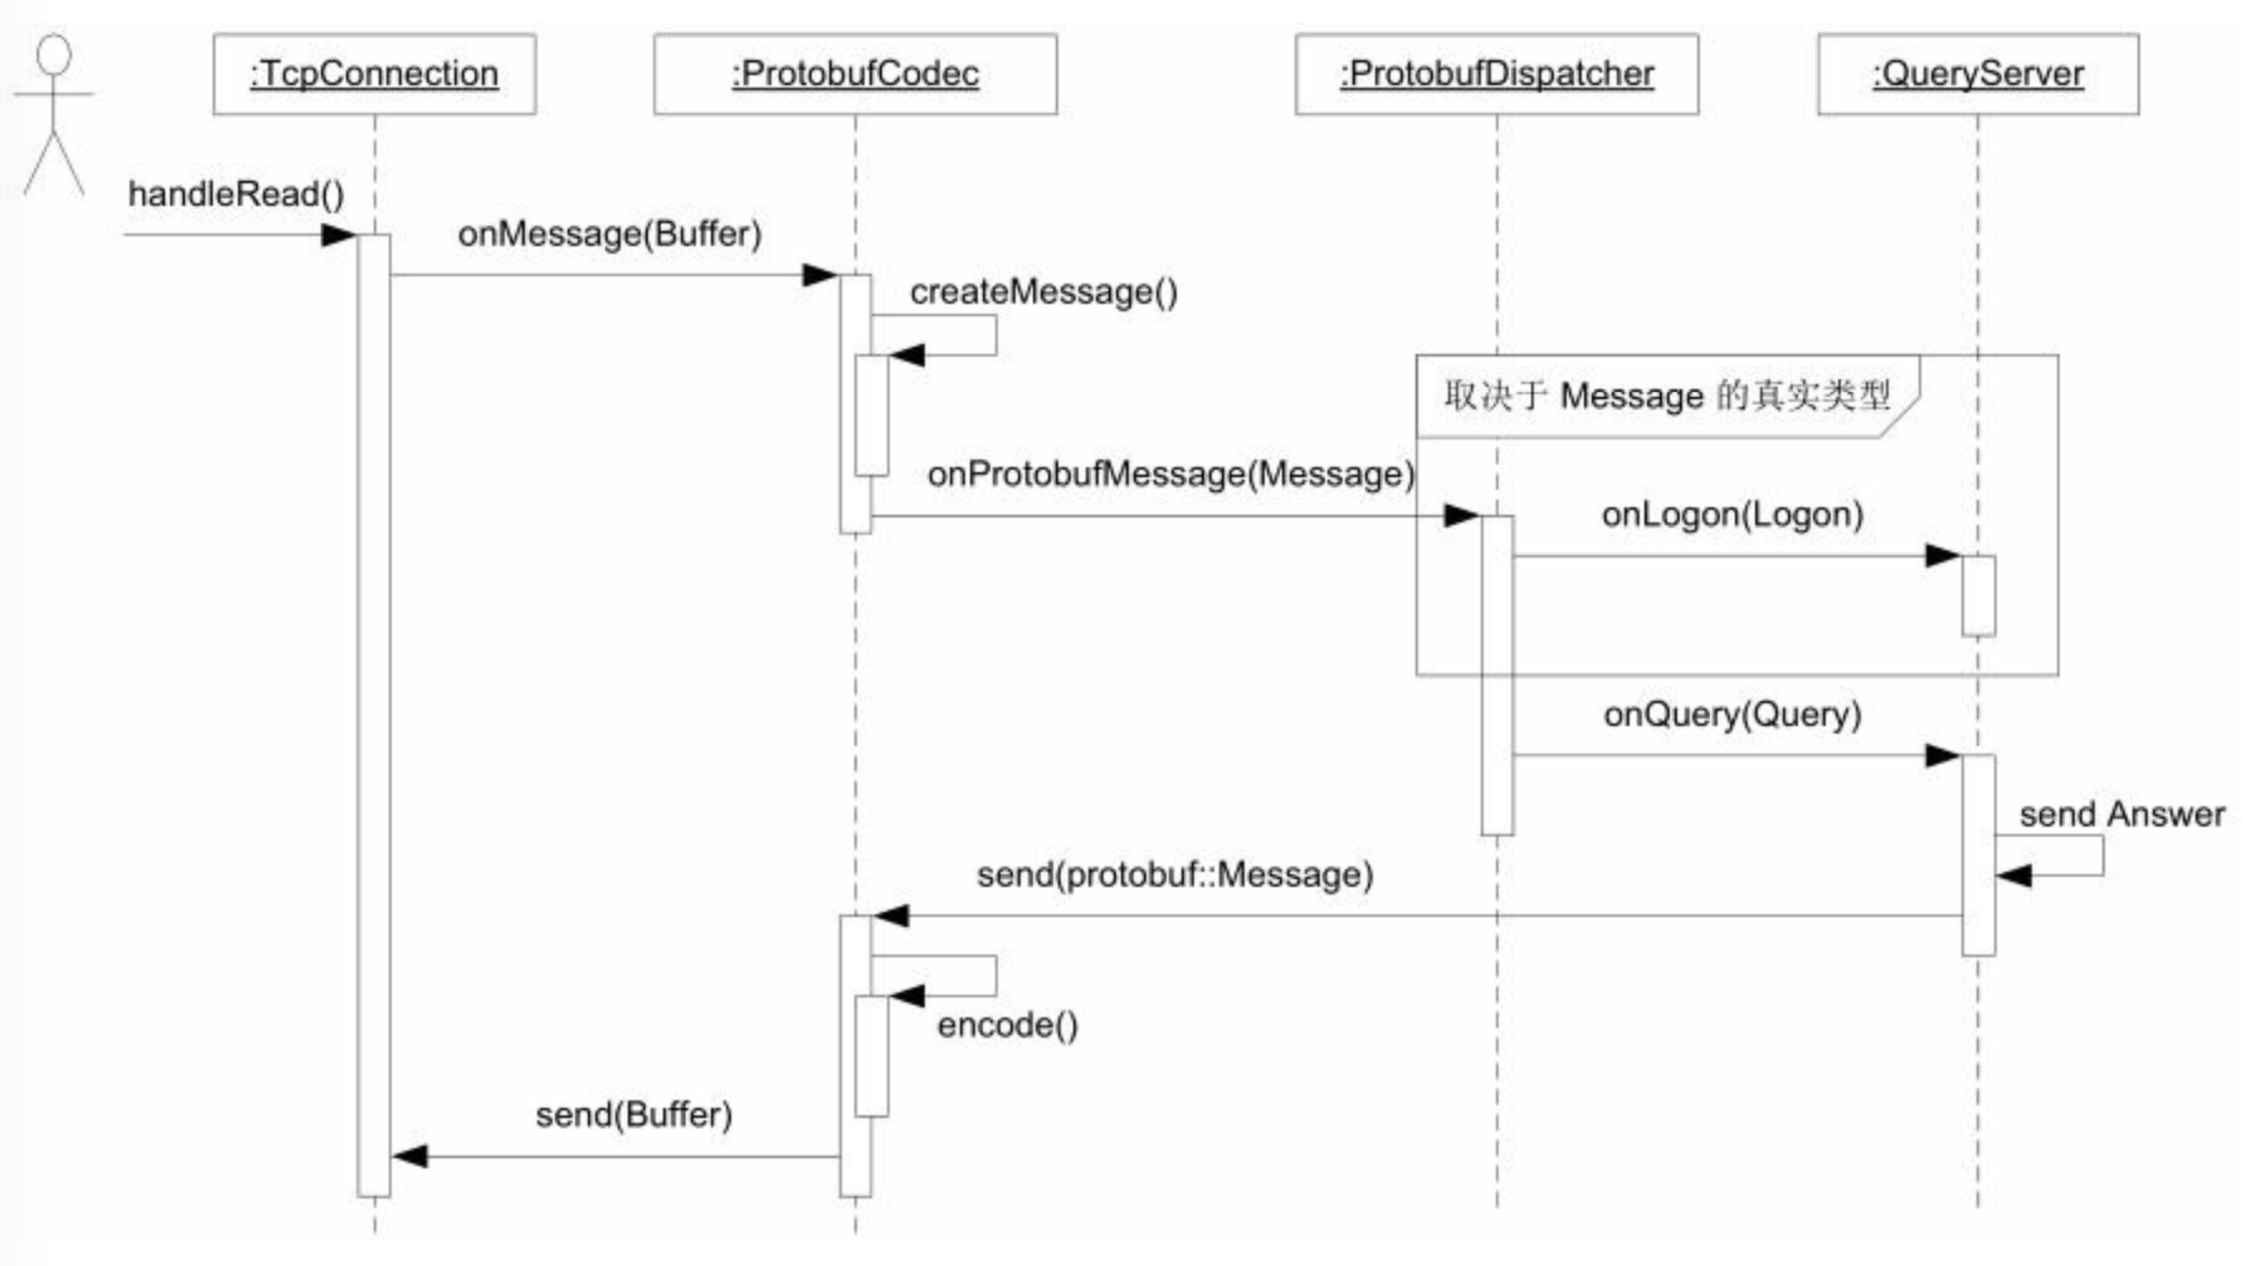 :TcpConnection
:ProtobufCodec
:ProtobufDispatcher
:QueryServer
handleRead()
onMessage(Buffer)
createMessage()
取决于 Message 的真实类型
onProtobufMessage(Message)
onLogon(Logon)
onQuery(Query)
send Answer
send(protobuf::Message)
encode()
send(Buffer)